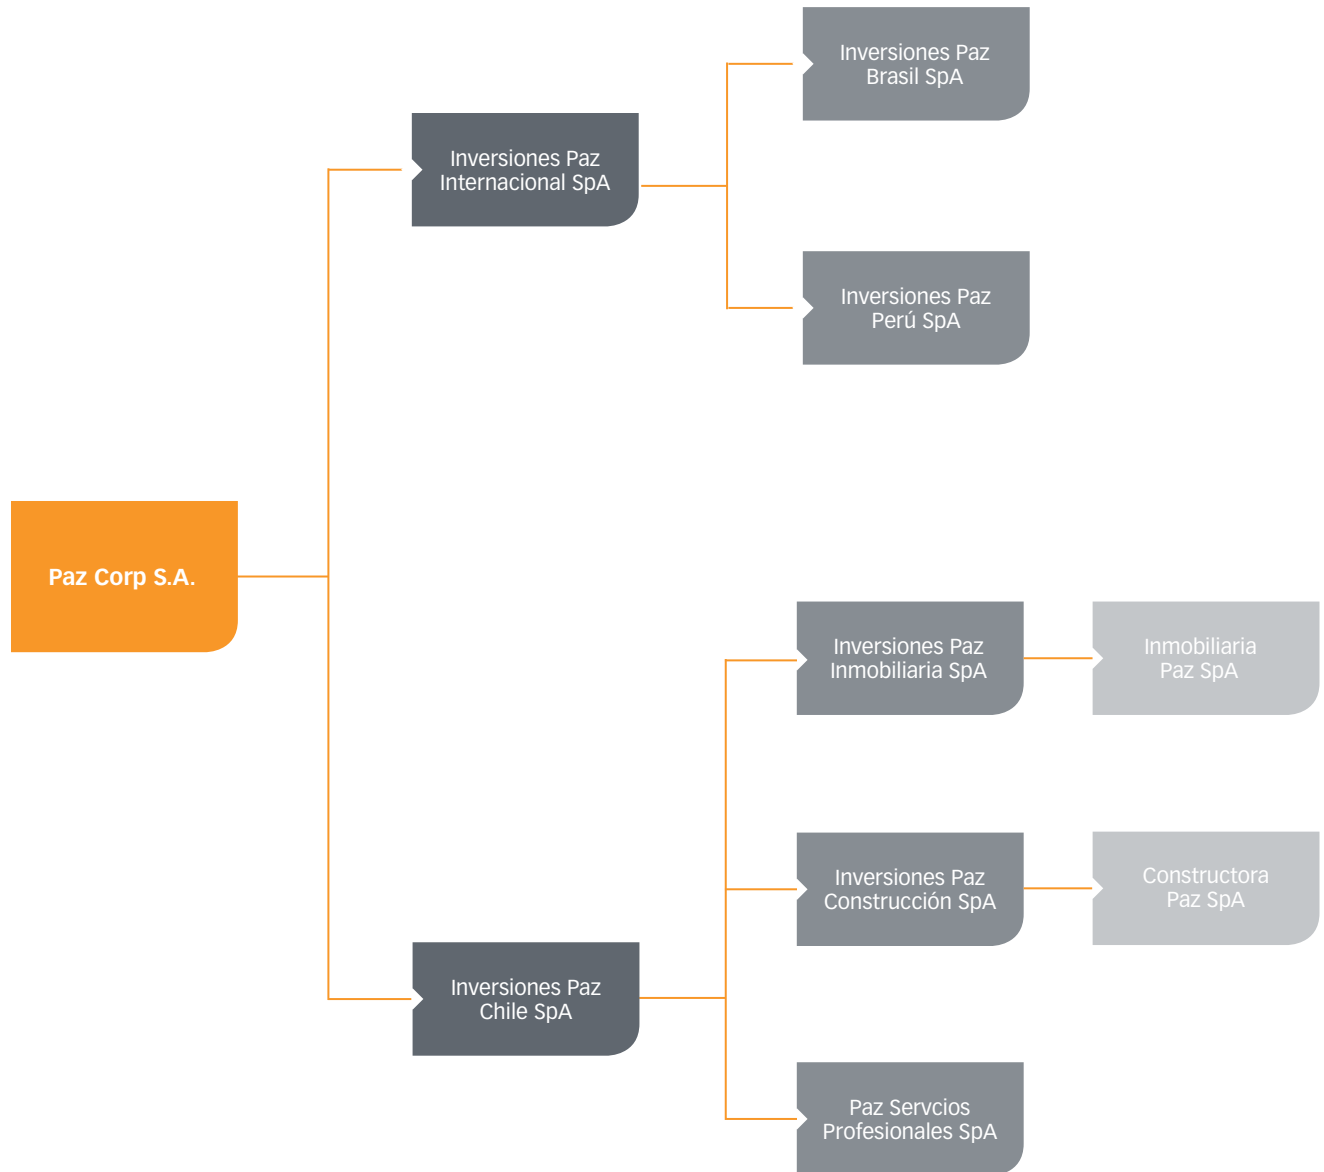 Inversiones Paz
Brasil SpA
Inversiones Paz
Internacional SpA
Inversiones Paz
Perú SpA
Paz Corp S.A.
Inversiones Paz
Inmobiliaria SpA
Inmobiliaria
Paz SpA
Inversiones Paz
Construcción SpA
Constructora
Paz SpA
Inversiones Paz
Chile SpA
Paz Servcios
Profesionales SpA